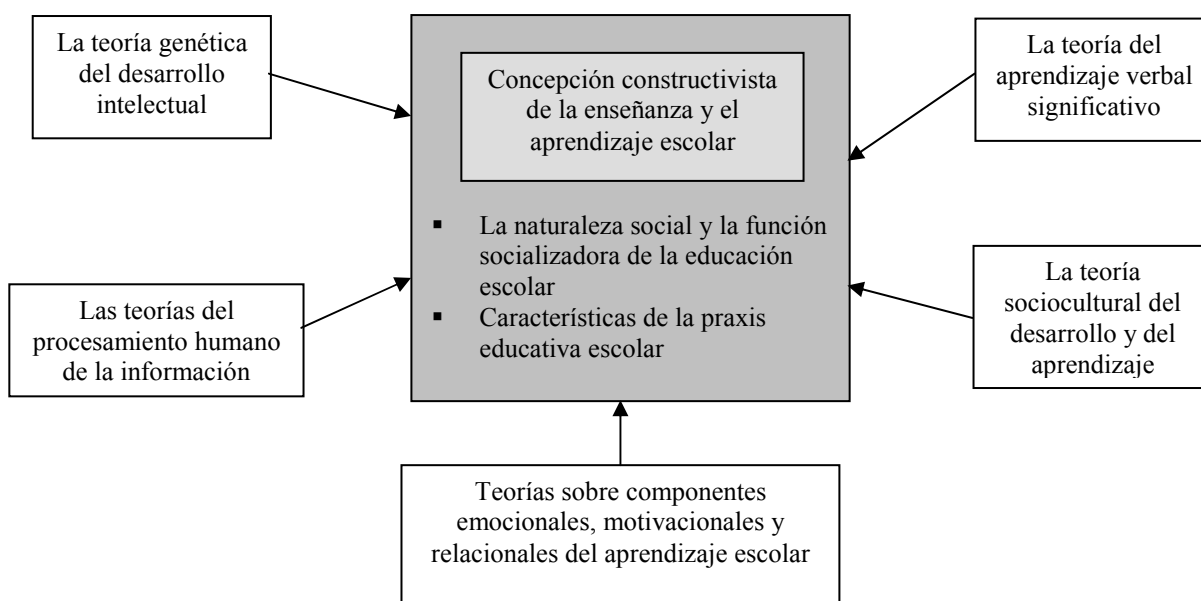 La teoría genética
del desarrollo
intelectual
Concepción constructivista
de la enseñanza y el
aprendizaje escolar
La teoría del
aprendizaje verbal
significativo
▪ La naturaleza social y la función
socializadora de la educación
escolar
▪ Características de la praxis
educativa escolar
Las teorías del
procesamiento humano
de la información
La teoría
sociocultural del
desarrollo y del
aprendizaje
Teorías sobre componentes
emocionales, motivacionales y
relacionales del aprendizaje escolar